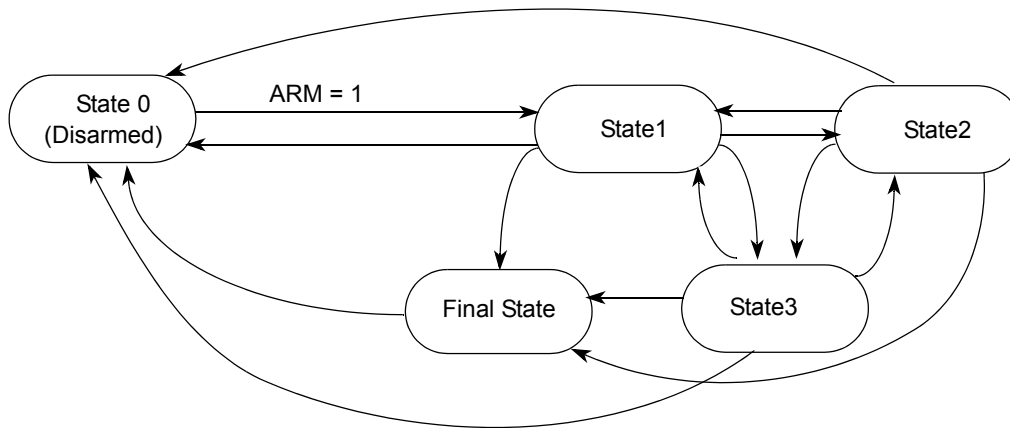 State 0
(Disarmed)
ARM = 1
State1
State2
Final State
State3